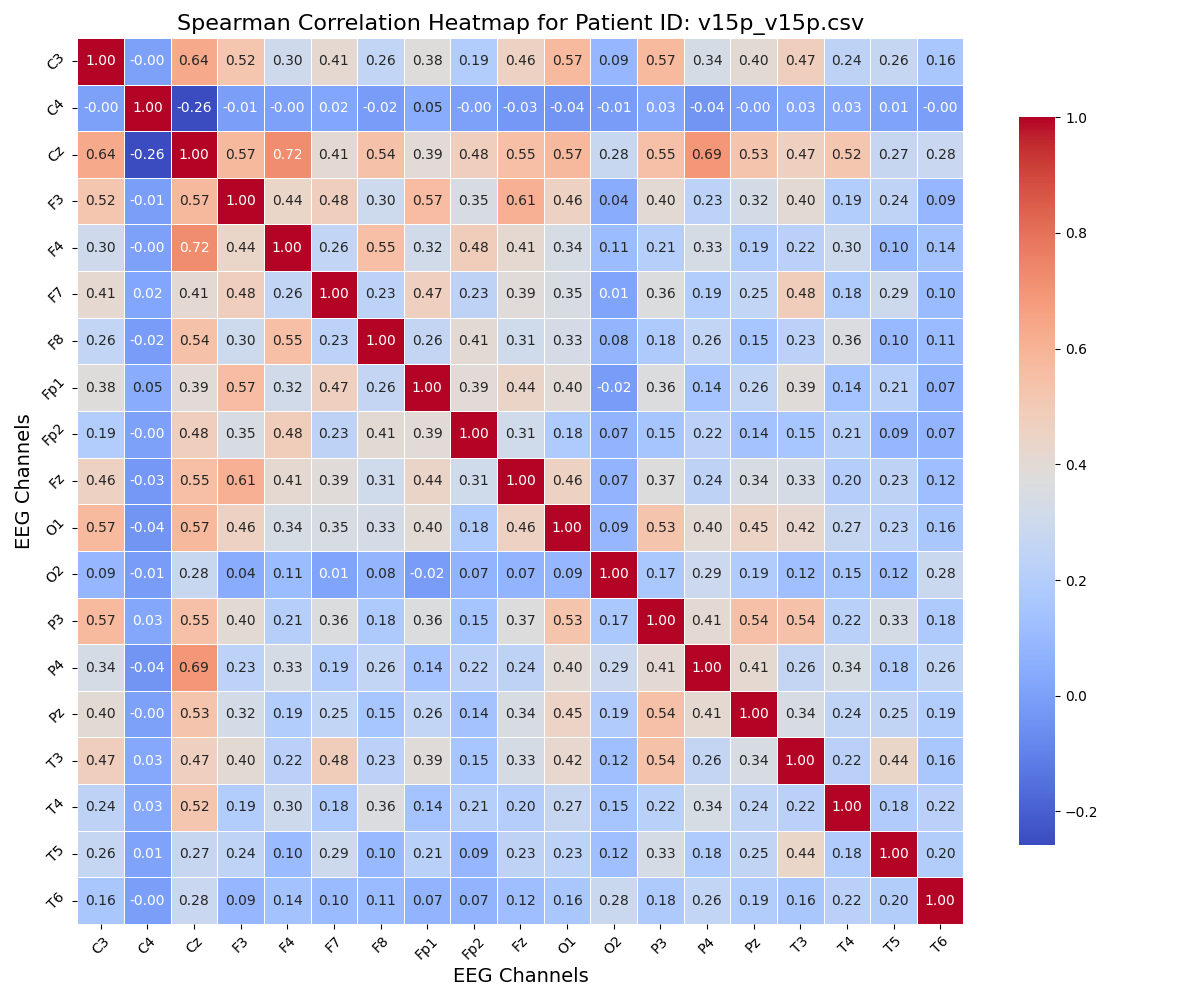 Spearman Correlation Heatmap for Patient ID: v15p_v15p.csv
EEG Channels
C3 1.00 -0.00 0.64 0.52 0.30 0.41 0.26 0.38 0.19 0.46 0.57 0.09 0.57 0.34 0.40 0.47 0.24 0.26 0.16
C4 -0.00 1.00 -0.26 -0.01 -0.00 0.02 -0.02 0.05 -0.00 -0.03 -0.04 -0.01 0.03 -0.04 -0.00 0.03 0.03 0.01 -0.00
Cz 0.64 -0.26 1.00 0.57 0.72 0.41 0.54 0.39 0.48 0.55 0.57 0.28 0.55 0.69 0.53 0.47 0.52 0.27 0.28
F3 0.52 -0.01 0.57 1.00 0.44 0.48 0.30 0.57 0.35 0.61 0.46 0.04 0.40 0.23 0.32 0.40 0.19 0.24 0.09
F4 0.30 -0.00 0.72 0.44 1.00 0.26 0.55 0.32 0.48 0.41 0.34 0.11 0.21 0.33 0.19 0.22 0.30 0.10 0.14
F7 0.41 0.02 0.41 0.48 0.26 1.00 0.23 0.47 0.23 0.39 0.35 0.01 0.36 0.19 0.25 0.48 0.18 0.29 0.10
F8 0.26 -0.02 0.54 0.30 0.55 0.23 1.00 0.26 0.41 0.31 0.33 0.08 0.18 0.26 0.15 0.23 0.36 0.10 0.11
Fp1 0.38 0.05 0.39 0.57 0.32 0.47 0.26 1.00 0.39 0.44 0.40 -0.02 0.36 0.14 0.26 0.39 0.14 0.21 0.07
Fp2 0.19 -0.00 0.48 0.35 0.48 0.23 0.41 0.39 1.00 0.31 0.18 0.07 0.15 0.22 0.14 0.15 0.21 0.09 0.07
Fz 0.46 -0.03 0.55 0.61 0.41 0.39 0.31 0.44 0.31 1.00 0.46 0.07 0.37 0.24 0.34 0.33 0.20 0.23 0.12
O1 0.57 -0.04 0.57 0.46 0.34 0.35 0.33 0.40 0.18 0.46 1.00 0.09 0.53 0.40 0.45 0.42 0.27 0.23 0.16
O2 0.09 -0.01 0.28 0.04 0.11 0.01 0.08 -0.02 0.07 0.07 0.09 1.00 0.17 0.29 0.19 0.12 0.15 0.12 0.28
P3 0.57 0.03 0.55 0.40 0.21 0.36 0.18 0.36 0.15 0.37 0.53 0.17 1.00 0.41 0.54 0.54 0.22 0.33 0.18
P4 0.34 -0.04 0.69 0.23 0.33 0.19 0.26 0.14 0.22 0.24 0.40 0.29 0.41 1.00 0.41 0.26 0.34 0.18 0.26
Pz 0.40 -0.00 0.53 0.32 0.19 0.25 0.15 0.26 0.14 0.34 0.45 0.19 0.54 0.41 1.00 0.34 0.24 0.25 0.19
T3 0.47 0.03 0.47 0.40 0.22 0.48 0.23 0.39 0.15 0.33 0.42 0.12 0.54 0.26 0.34 1.00 0.22 0.44 0.16
T4 0.24 0.03 0.52 0.19 0.30 0.18 0.36 0.14 0.21 0.20 0.27 0.15 0.22 0.34 0.24 0.22 1.00 0.18 0.22
T5 0.26 0.01 0.27 0.24 0.10 0.29 0.10 0.21 0.09 0.23 0.23 0.12 0.33 0.18 0.25 0.44 0.18 1.00 0.20
T6 0.16 -0.00 0.28 0.09 0.14 0.10 0.11 0.07 0.07 0.12 0.16 0.28 0.18 0.26 0.19 0.16 0.22 0.20 1.00
C3 C4 Cz F3 F4 F7 F8 Fp1 Fp2 Fz O1 O2 P3 P4 Pz T3 T4 T5 T6
EEG Channels
1.0
0.8
0.6
0.4
0.2
0.0
−0.2